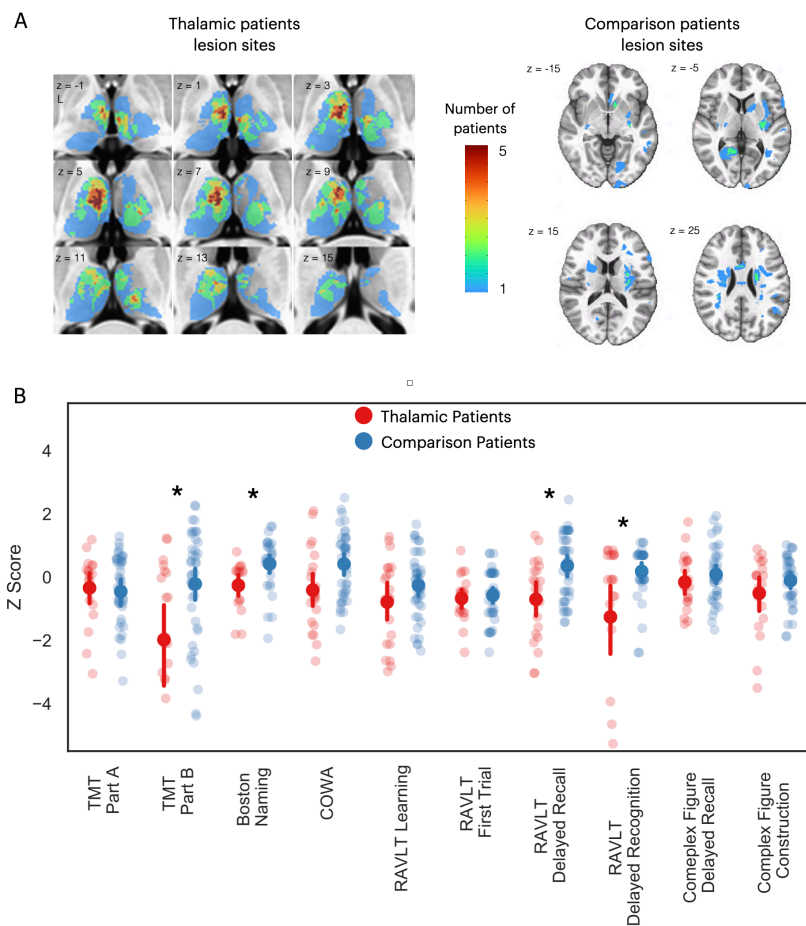 A
Thalamic patients
lesion sites
Comparison patients
lesion sites
z = -1
L
z = 1
z = 3
z = 5
z = 7
z = 9
z = 11
z = 13
z = 15
Number of
patients
5
1
z = -15
z = -5
z = 15
z = 25
B
Thalamic Patients
Comparison Patients
*
*
*
*
Z Score
4
2
0
−2
−4
TMT
Part A
TMT
Part B
Boston
Naming
COWA
RAVLT Learning
RAVLT
First Trial
RAVLT
Delayed Recall
RAVLT
Delayed Recognition
Comeplex Figure
Delayed Recall
Complex Figure
Construction